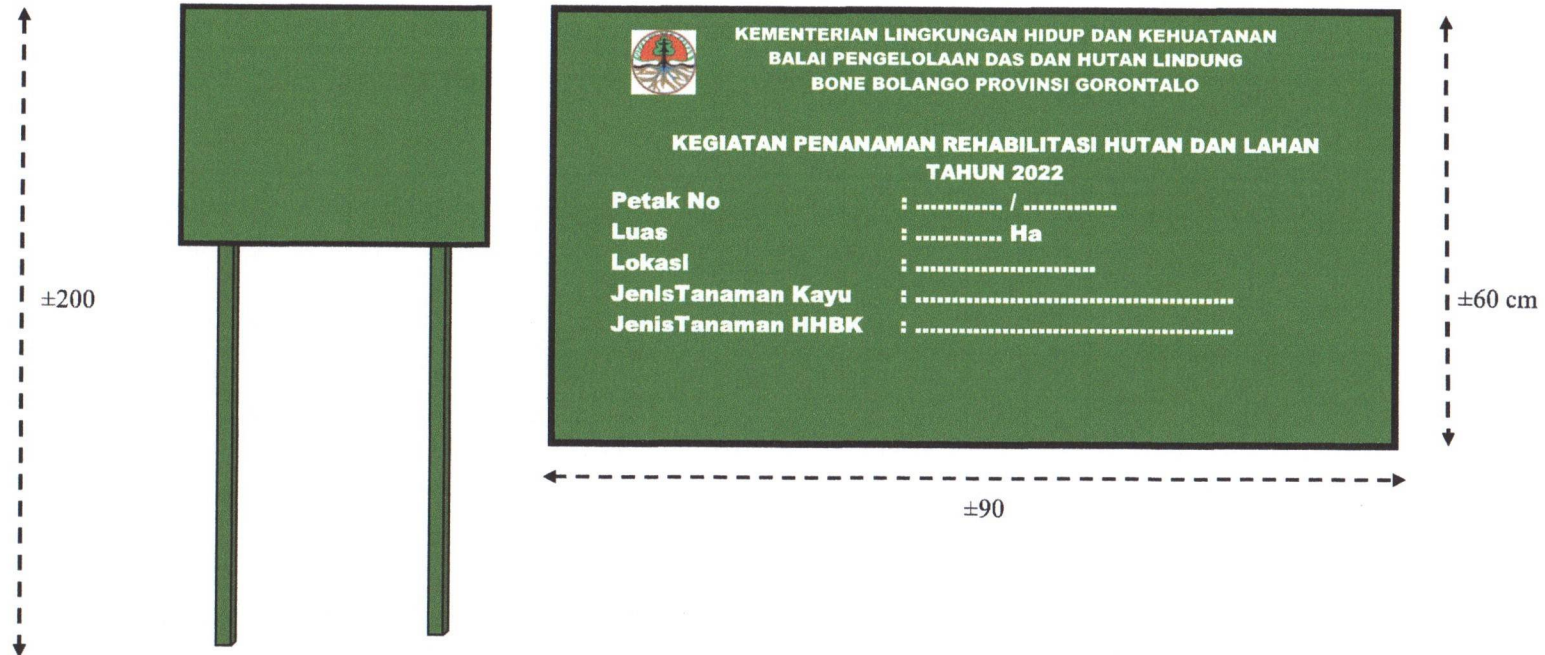 ±200
KEMENTERIAN LINGKUNGAN HIDUP DAN KEHUATANAN
BALAI PENGELOLAAN DAS DAN HUTAN LINDUNG
BONE BOLANGO PROVINSI GORONTALO
KEGIATAN PENANAMAN REHABILITASI HUTAN DAN LAHAN
TAHUN 2022
Petak No : ............ / .............
Luas : ............ Ha
Lokasi : .........................
JenisTanaman Kayu : ............................................
JenisTanaman HHBK : ............................................
±60 cm
±90